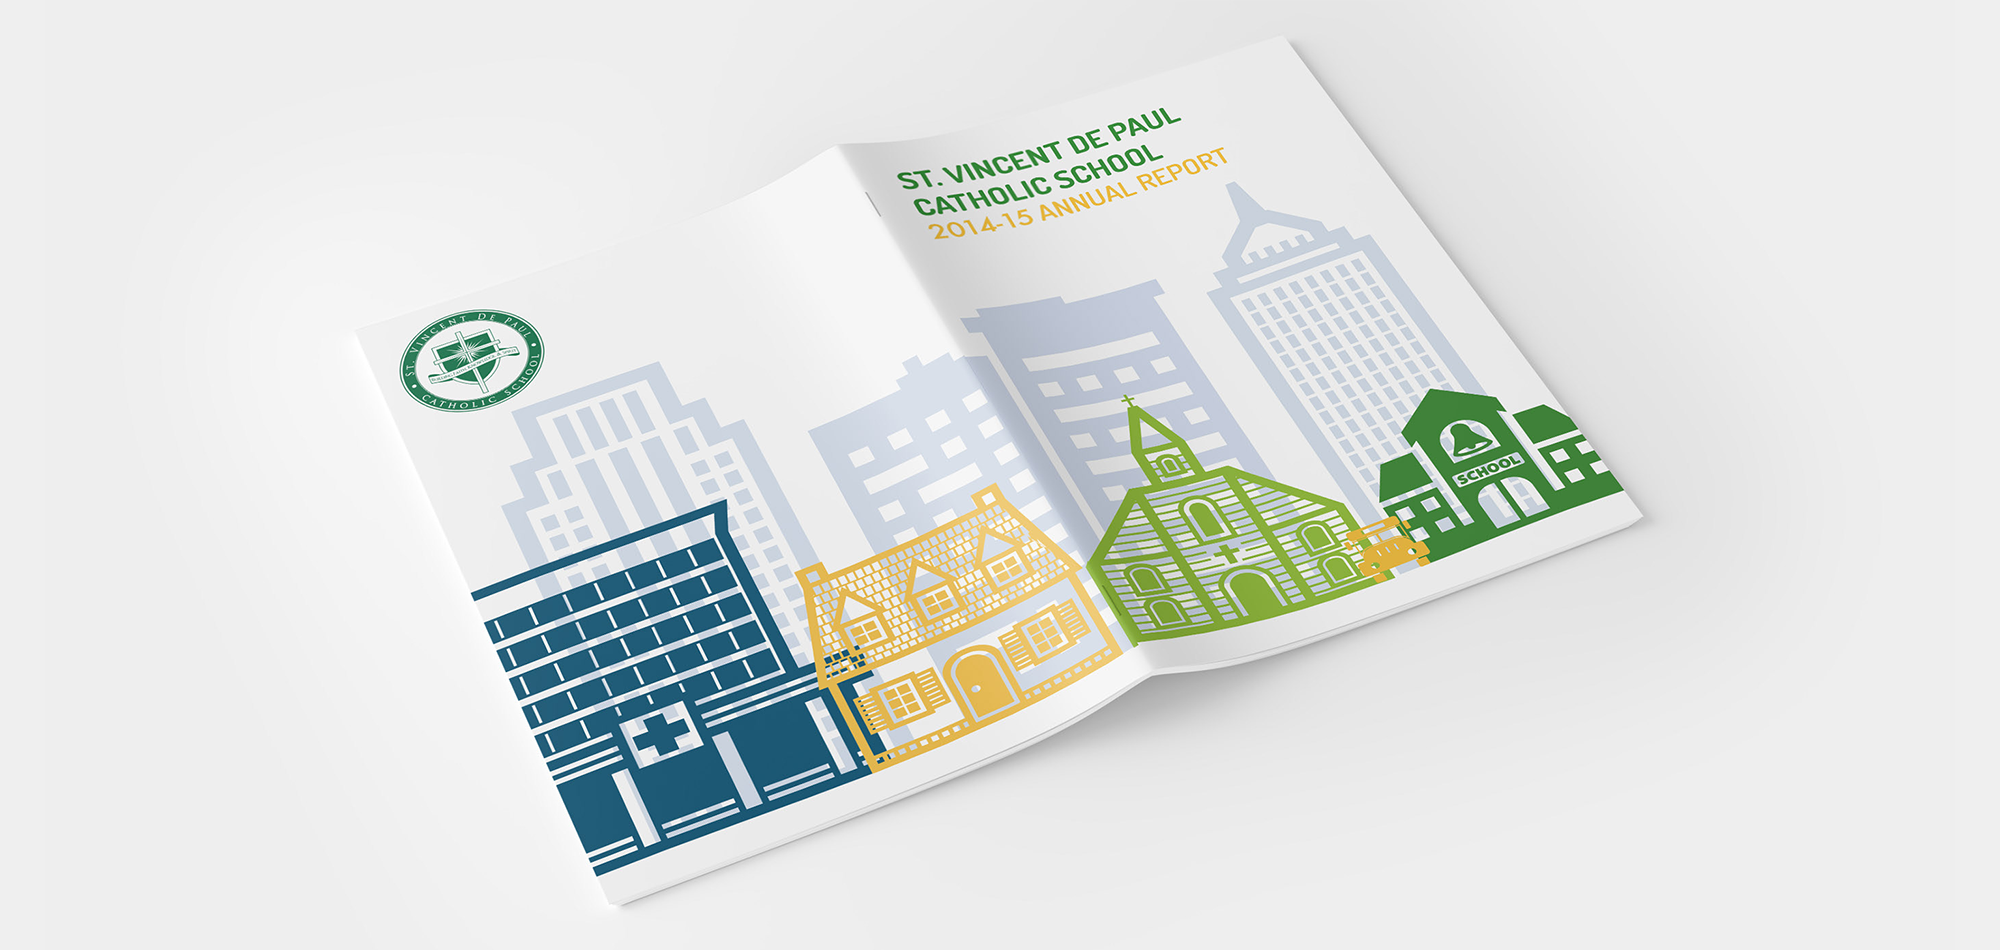 ST. VINCENT DE PAUL
CATHOLIC SCHOOL
2014-15 ANNUAL REPORT
SCHOOL
ST. VINCENT DE PAUL
CATHOLIC SCHOOL